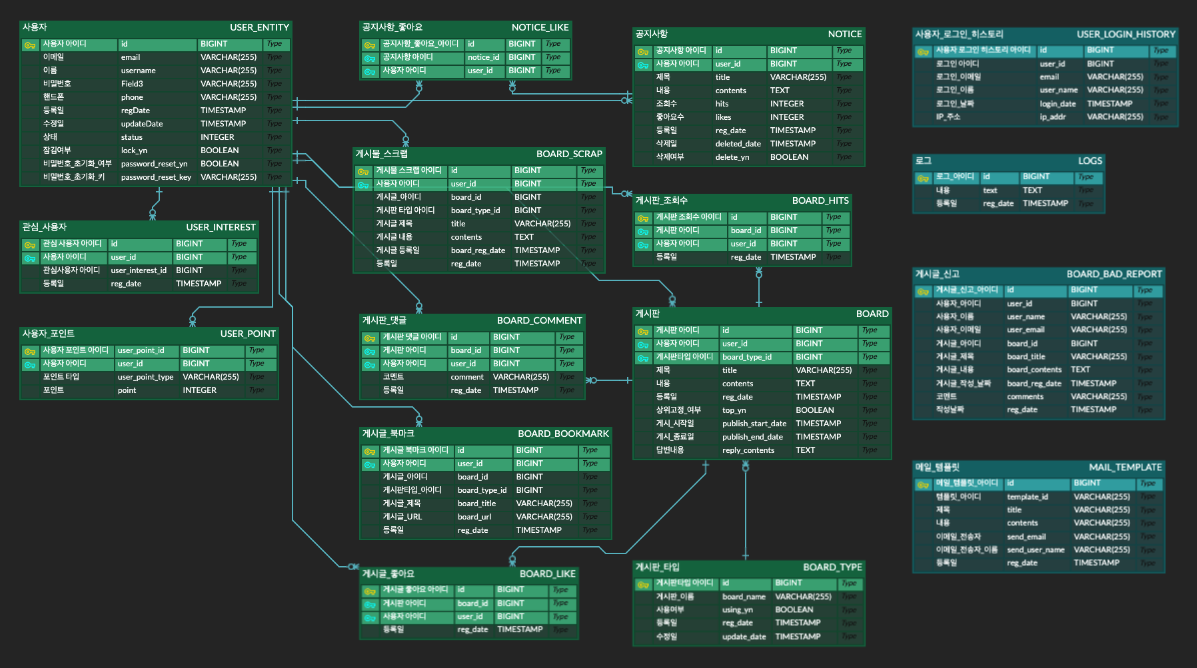 사용자 USER_ENTITY
사용자 아이디 id BIGINT Type
이메일 email VARCHAR(255) Type
이름 username VARCHAR(255) Type
비밀번호 Field3 VARCHAR(255) Type
핸드폰 phone VARCHAR(255) Type
등록일 regDate TIMESTAMP Type
수정일 updateDate TIMESTAMP Type
상태 status INTEGER Type
잠김여부 lock_yn BOOLEAN Type
비밀번호_초기화_여부 password_reset_yn BOOLEAN Type
비밀번호_초기화_키 password_reset_key VARCHAR(255) Type
관심_사용자 USER_INTEREST
관심 사용자 아이디 id BIGINT Type
사용자 아이디 user_id BIGINT Type
관심사용자 아이디 user_interest_id BIGINT Type
등록일 reg_date TIMESTAMP Type
사용자 포인트 USER_POINT
사용자 포인트 아이디 user_point_id BIGINT Type
사용자 아이디 user_id BIGINT Type
포인트 타입 user_point_type VARCHAR(255) Type
포인트 point INTEGER Type
공지사항_좋아요 NOTICE_LIKE
공지사항_좋아요_아이디 id BIGINT Type
공지사항 아이디 notice_id BIGINT Type
사용자 아이디 user_id BIGINT Type
게시물_스크랩 BOARD_SCRAP
게시물 스크랩 아이디 id BIGINT Type
사용자 아이디 user_id BIGINT Type
게시글_아이디 board_id BIGINT Type
게시판 타입 아이디 board_type_id BIGINT Type
게시글 제목 title VARCHAR(255) Type
게시글 내용 contents TEXT Type
게시글 등록일 board_reg_date TIMESTAMP Type
등록일 reg_date TIMESTAMP Type
게시판_댓글 BOARD_COMMENT
게시판 댓글 아이디 id BIGINT Type
게시판 아이디 board_id BIGINT Type
사용자 아이디 user_id BIGINT Type
코멘트 comment VARCHAR(255) Type
등록일 reg_date TIMESTAMP Type
게시글_북마크 BOARD_BOOKMARK
게시글 북마크 아이디 id BIGINT Type
사용자 아이디 user_id BIGINT Type
게시글_아이디 board_id BIGINT Type
게시판타입_아이디 board_type_id BIGINT Type
게시글_제목 board_title VARCHAR(255) Type
게시글_URL board_url VARCHAR(255) Type
등록일 reg_date TIMESTAMP Type
게시글_좋아요 BOARD_LIKE
게시글 좋아요 아이디 id BIGINT Type
게시판 아이디 board_id BIGINT Type
사용자 아이디 user_id BIGINT Type
등록일 reg_date TIMESTAMP Type
공지사항 NOTICE
공지사항 아이디 id BIGINT Type
사용자 아이디 user_id BIGINT Type
제목 title VARCHAR(255) Type
내용 contents TEXT Type
조회수 hits INTEGER Type
좋아요수 likes INTEGER Type
등록일 reg_date TIMESTAMP Type
삭제일 deleted_date TIMESTAMP Type
삭제여부 delete_yn BOOLEAN Type
게시판_조회수 BOARD_HITS
게시판 조회수 아이디 id BIGINT Type
게시판 아이디 board_id BIGINT Type
사용자 아이디 user_id BIGINT Type
등록일 reg_date TIMESTAMP Type
게시판 BOARD
게시판 아이디 id BIGINT Type
사용자 아이디 user_id BIGINT Type
게시판타입 아이디 board_type_id BIGINT Type
제목 title VARCHAR(255) Type
내용 contents TEXT Type
등록일 reg_date TIMESTAMP Type
상위고정_여부 top_yn BOOLEAN Type
게시_시작일 publish_start_date TIMESTAMP Type
게시_종료일 publish_end_date TIMESTAMP Type
답변내용 reply_contents TEXT Type
게시판_타입 BOARD_TYPE
게시판타입 아이디 id BIGINT Type
게시판_이름 board_name VARCHAR(255) Type
사용여부 using_yn BOOLEAN Type
등록일 reg_date TIMESTAMP Type
수정일 update_date TIMESTAMP Type
사용자_로그인_히스토리 USER_LOGIN_HISTORY
사용자 로그인 히스토리 아이디 id BIGINT Type
로그인 아이디 user_id BIGINT Type
로그인_이메일 email VARCHAR(255) Type
로그인_이름 user_name VARCHAR(255) Type
로그인_날짜 login_date TIMESTAMP Type
IP_주소 ip_addr VARCHAR(255) Type
로그 LOGS
로그_아이디 id BIGINT Type
내용 text TEXT Type
등록일 reg_date TIMESTAMP Type
게시글_신고 BOARD_BAD_REPORT
게시글_신고_아이디 id BIGINT Type
사용자_아이디 user_id BIGINT Type
사용자_이름 user_name VARCHAR(255) Type
사용자_이메일 user_email VARCHAR(255) Type
게시글_아이디 board_id BIGINT Type
게시글_제목 board_title VARCHAR(255) Type
게시글_내용 board_contents TEXT Type
게시글_작성_날짜 board_reg_date TIMESTAMP Type
코멘트 comments VARCHAR(255) Type
작성날짜 reg_date TIMESTAMP Type
메일_템플릿 MAIL_TEMPLATE
메일_템플릿_아이디 id BIGINT Type
템플릿_아이디 template_id VARCHAR(255) Type
제목 title VARCHAR(255) Type
내용 contents VARCHAR(255) Type
이메일_전송자 send_email VARCHAR(255) Type
이메일_전송자_이름 send_user_name VARCHAR(255) Type
등록일 reg_date TIMESTAMP Type